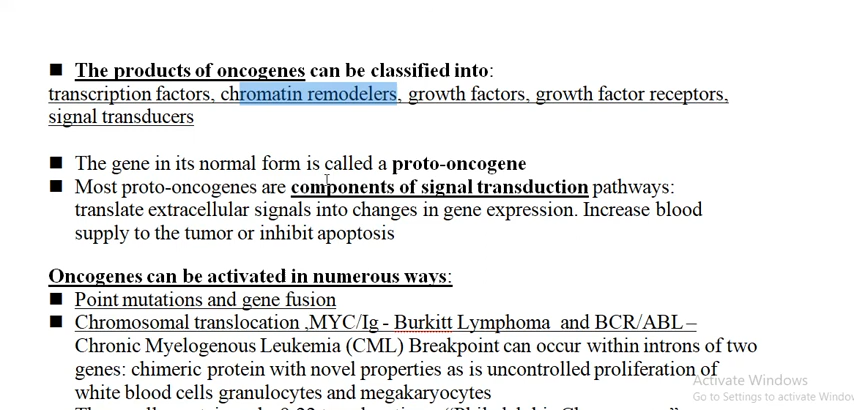 ■ The products of oncogenes can be classified into:
transcription factors, chromatin remodelers, growth factors, growth factor receptors,
signal transducers
■ The gene in its normal form is called a proto-oncogene
■ Most proto-oncogenes are components of signal transduction pathways:
translate extracellular signals into changes in gene expression. Increase blood
supply to the tumor or inhibit apoptosis
Oncogenes can be activated in numerous ways:
■ Point mutations and gene fusion
■ Chromosomal translocation ,MYC/Ig - Burkitt Lymphoma and BCR/ABL –
Chronic Myelogenous Leukemia (CML) Breakpoint can occur within introns of two
genes: chimeric protein with novel properties as is uncontrolled proliferation of
white blood cells granulocytes and megakaryocytes
Activate Windows
Go to Settings to activate Window